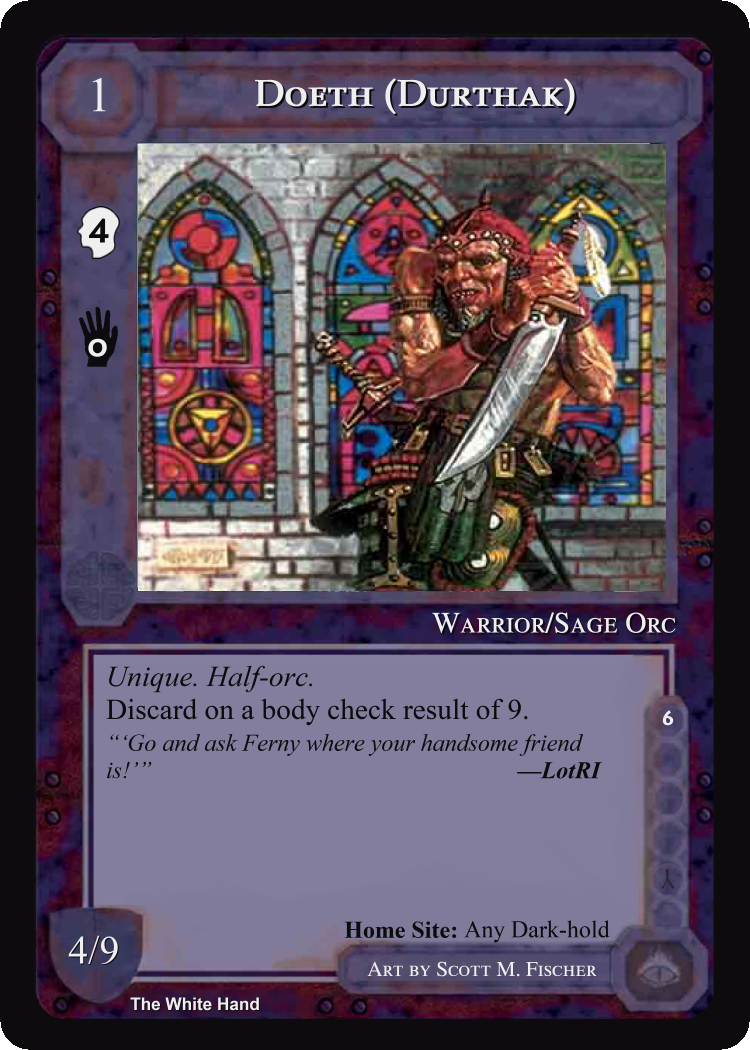 1
Doeth (Durthak)
4
0
Warrior/Sage Orc
Unique. Half-orc.
Discard on a body check result of 9.
“‘Go and ask Ferny where your handsome friend
is!’” —LotRI
6
Home Site: Any Dark-hold
4/9
Art by Scott M. Fischer
The White Hand